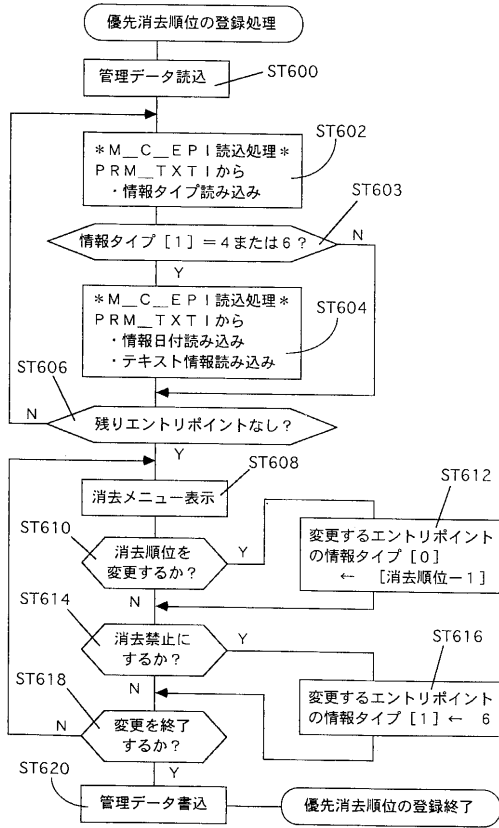 優先消去順位の登録処理
管理データ読込
ST600
ST602
＊Ｍ＿Ｃ＿ＥＰＩ読込処理＊
ＰＲＭ＿ＴＸＴＩから
・情報タイプ読み込み
ST603
情報タイプ［１］＝４または６？
N
Y
ST604
＊Ｍ＿Ｃ＿ＥＰＩ読込処理＊
ＰＲＭ＿ＴＸＴＩから
・情報日付読み込み
・テキスト情報読み込み
ST606
N
残りエントリポイントなし？
Y
ST608
消去メニュー表示
ST610
消去順位を
変更するか？
Y
N
ST612
変更するエントリポイント
の情報タイプ［０］
← ［消去順位－１］
ST614
消去禁止に
するか？
Y
N
ST616
変更するエントリポイント
の情報タイプ［１］← ６
ST618
N
変更を終了
するか？
Y
ST620
管理データ書込
優先消去順位の登録終了